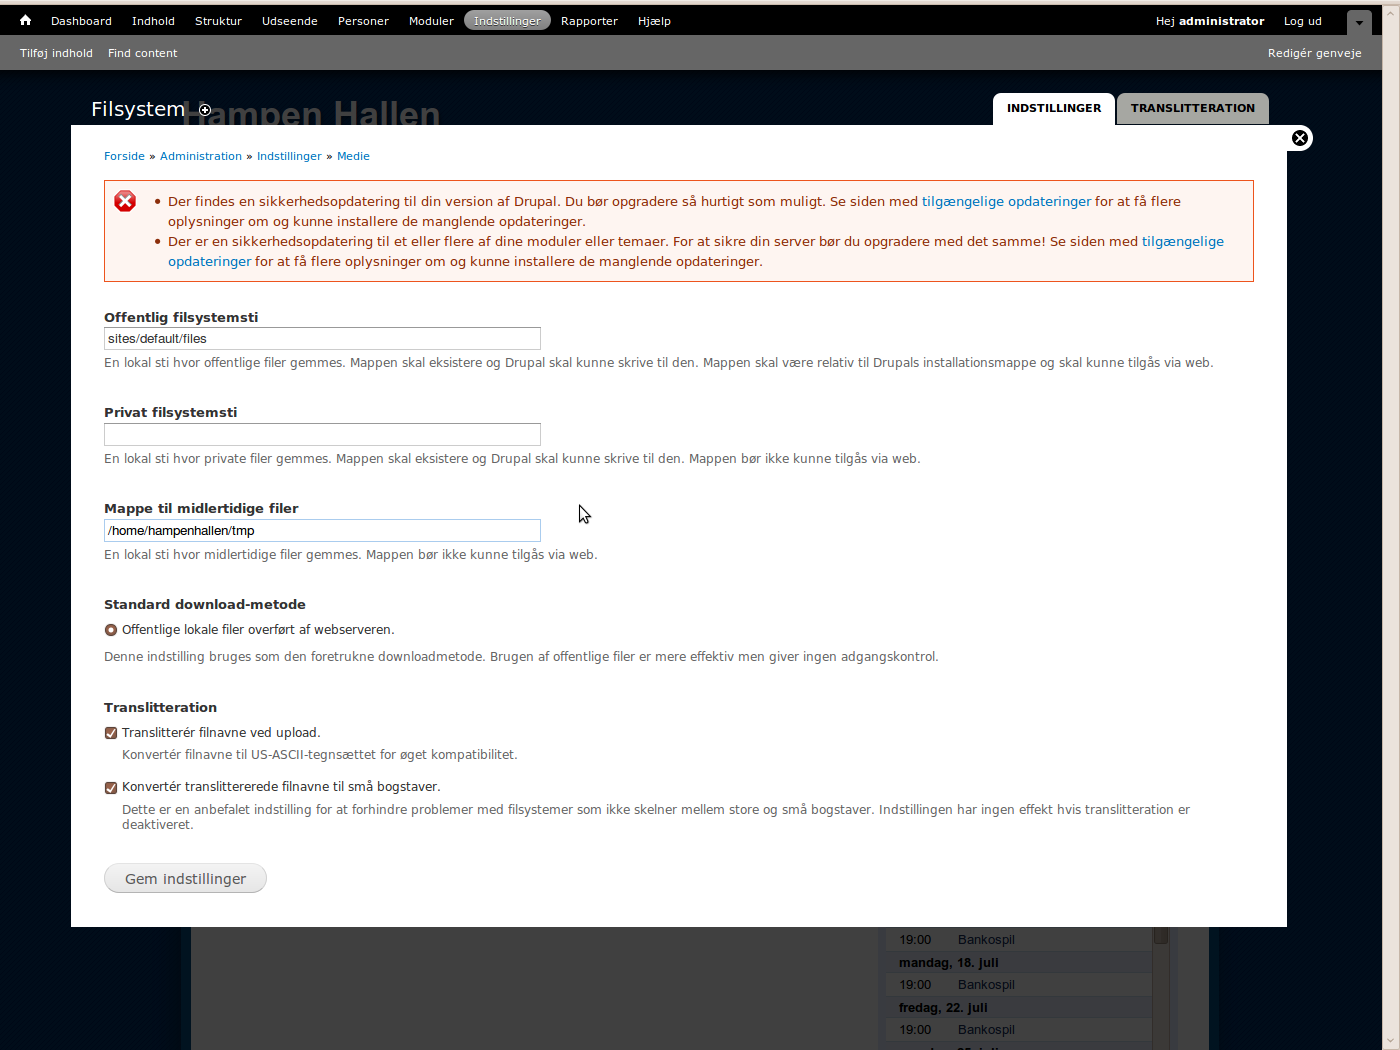 Dashboard Indhold Struktur Udseende Personer Moduler Indstillinger Rapporter Hjælp Hej administrator Log ud
Tilføj indhold Find content Redigér genveje
Hampen Hallen
Filsystem
INDSTILLINGER TRANSLITTERATION
Forside » Administration » Indstillinger » Medie
Der findes en sikkerhedsopdatering til din version af Drupal. Du bør opgradere så hurtigt som muligt. Se siden med tilgængelige opdateringer for at få flere
oplysninger om og kunne installere de manglende opdateringer.
Der er en sikkerhedsopdatering til et eller flere af dine moduler eller temaer. For at sikre din server bør du opgradere med det samme! Se siden med tilgængelige
opdateringer for at få flere oplysninger om og kunne installere de manglende opdateringer.
Offentlig filsystemsti
sites/default/files
En lokal sti hvor offentlige filer gemmes. Mappen skal eksistere og Drupal skal kunne skrive til den. Mappen skal være relativ til Drupals installationsmappe og skal kunne tilgås via web.
Privat filsystemsti
En lokal sti hvor private filer gemmes. Mappen skal eksistere og Drupal skal kunne skrive til den. Mappen bør ikke kunne tilgås via web.
Mappe til midlertidige filer
/home/hampenhallen/tmp
En lokal sti hvor midlertidige filer gemmes. Mappen bør ikke kunne tilgås via web.
Standard download-metode
Offentlige lokale filer overført af webserveren.
Denne indstilling bruges som den foretrukne downloadmetode. Brugen af offentlige filer er mere effektiv men giver ingen adgangskontrol.
Translitteration
Translitterér filnavne ved upload.
Konvertér filnavne til US-ASCII-tegnsættet for øget kompatibilitet.
Konvertér translittererede filnavne til små bogstaver.
Dette er en anbefalet indstilling for at forhindre problemer med filsystemer som ikke skelner mellem store og små bogstaver. Indstillingen har ingen effekt hvis translitteration er
deaktiveret.
Gem indstillinger
19:00 Bankospil
mandag, 18. juli
19:00 Bankospil
fredag, 22. juli
19:00 Bankospil